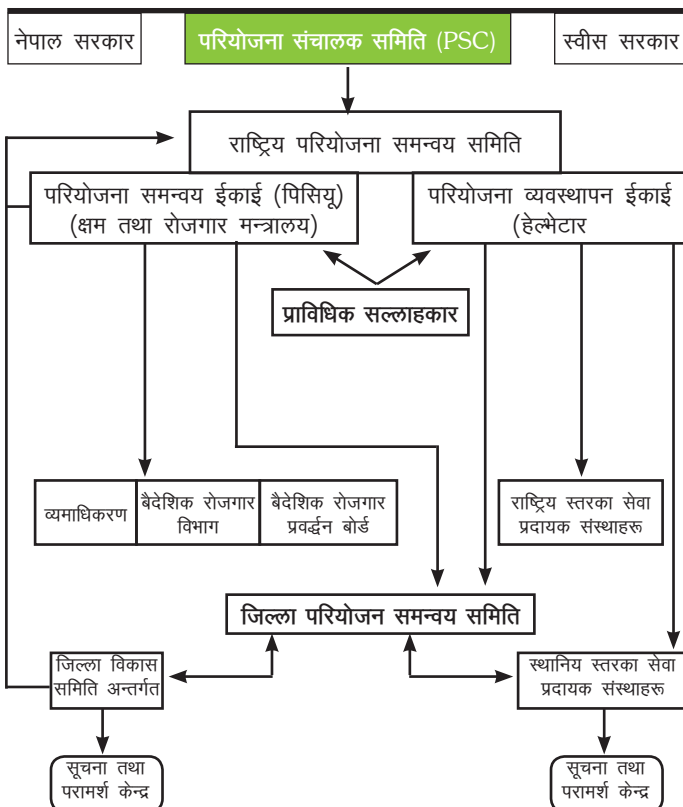 नेपाल सरकार
परियोजना संचालक समिति (PSC)
स्वीस सरकार
राष्ट्रिय परियोजना समन्वय समिति
परियोजना समन्वय ईकाई (पिसियू)
(क्षम तथा रोजगार मन्त्रालय)
परियोजना व्यवस्थापन ईकाई
(हेल्भेटार
प्राविधिक सल्लाहकार
व्यमाधिकरण
बैदेशिक रोजगार
विभाग
बैदेशिक रोजगार
प्रवर्द्धन बोर्ड
राष्ट्रिय स्तरका सेवा
प्रदायक संस्थाहरू
जिल्ला परियोजन समन्वय समिति
जिल्ला विकास
समिति अन्तर्गत
स्थानिय स्तरका सेवा
प्रदायक संस्थाहरू
सूचना तथा
परामर्श केन्द्र
सूचना तथा
परामर्श केन्द्र